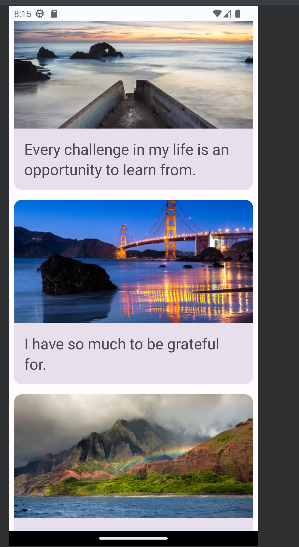 8:15
Every challenge in my life is an
opportunity to learn from.
I have so much to be grateful
for.